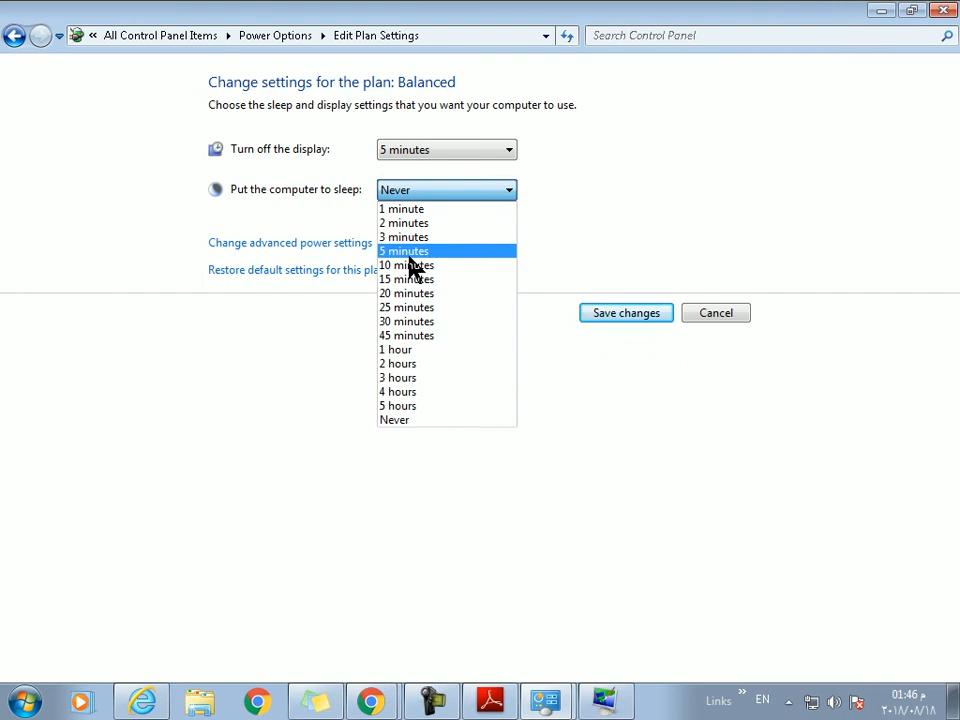 « All Control Panel Items Power Options Edit Plan Settings
Search Control Panel
Change settings for the plan: Balanced
Choose the sleep and display settings that you want your computer to use.
Turn off the display: 5 minutes
Put the computer to sleep: Never
1 minute
2 minutes
3 minutes
5 minutes
10 minutes
15 minutes
20 minutes
25 minutes
30 minutes
45 minutes
1 hour
2 hours
3 hours
4 hours
5 hours
Never
Change advanced power settings
Restore default settings for this pla
Save changes Cancel
Links » EN
01:46 م
٢٠١٨/٠٨/١٨